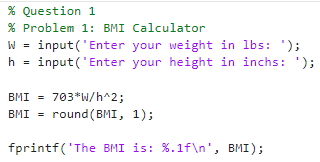 % Question 1
% Problem 1: BMI Calculator
W = input('Enter your weight in lbs: ');
h = input('Enter your height in inchs: ');
BMI = 703*W/h^2;
BMI = round(BMI, 1);
fprintf('The BMI is: %.1f\n', BMI);